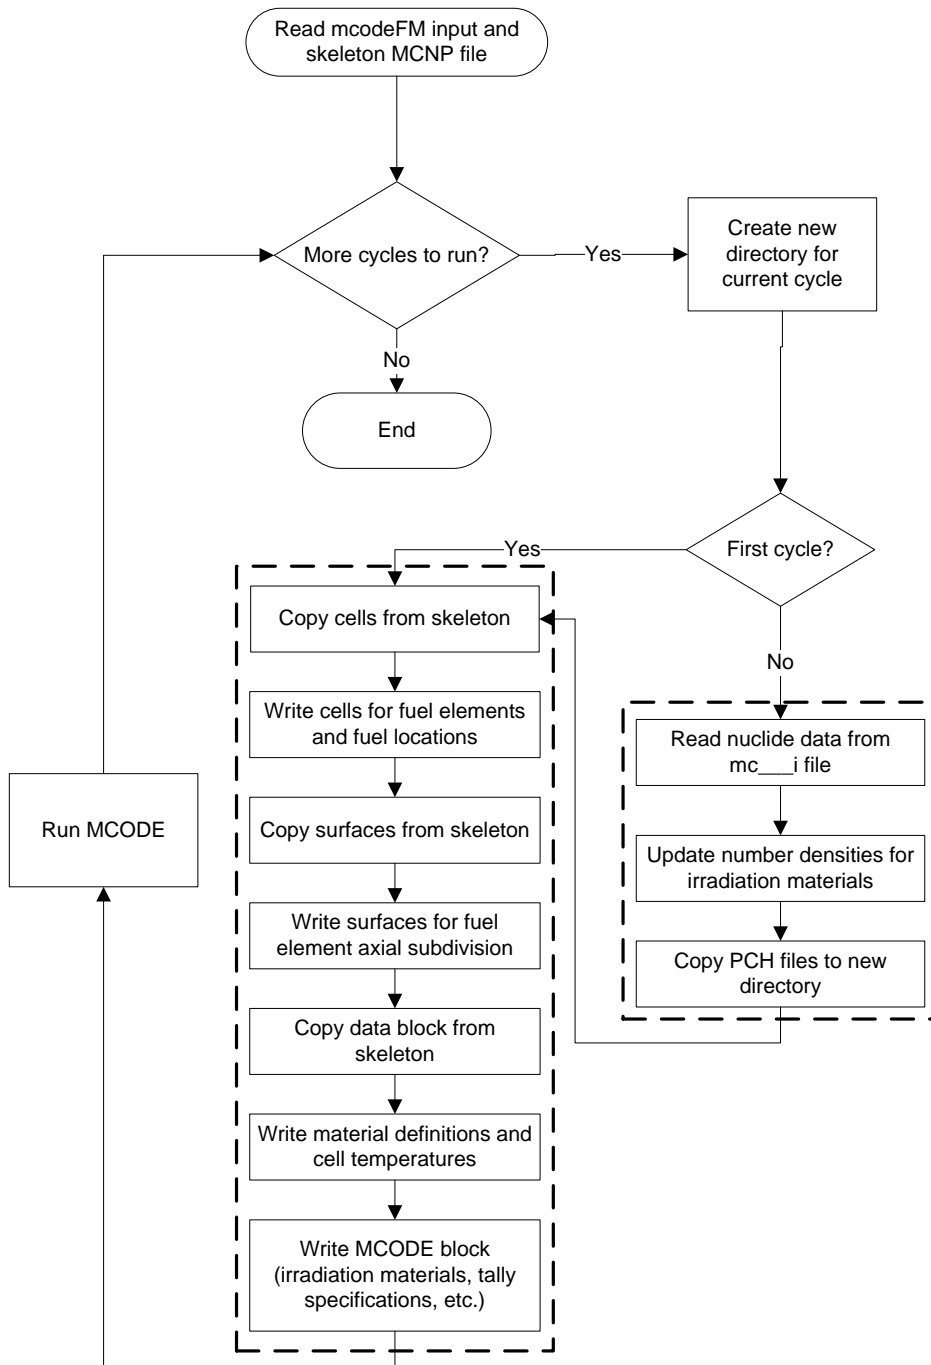 Read mcodeFM input and
skeleton MCNP file
More cycles to run?
Yes
Create new
directory for
current cycle
No
End
First cycle?
Yes
No
Copy cells from skeleton
Write cells for fuel elements
and fuel locations
Copy surfaces from skeleton
Write surfaces for fuel
element axial subdivision
Copy data block from
skeleton
Write material definitions and
cell temperatures
Write MCODE block
(irradiation materials, tally
specifications, etc.)
Read nuclide data from
mc___i file
Update number densities for
irradiation materials
Copy PCH files to new
directory
Run MCODE